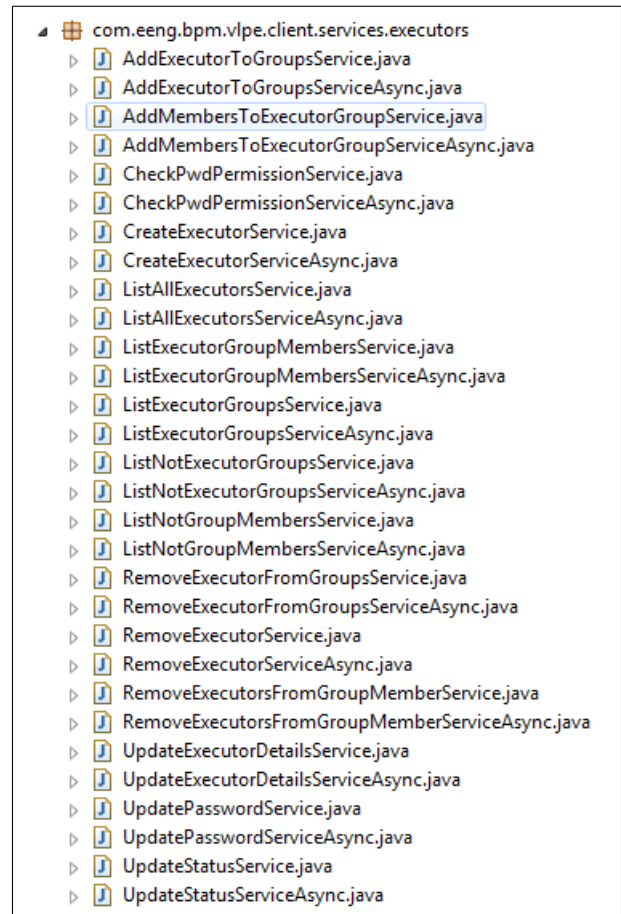 com.eeng.bpm.vlpe.client.services.executors
AddExecutorToGroupsService.java
AddExecutorToGroupsServiceAsync.java
AddMembersToExecutorGroupService.java
AddMembersToExecutorGroupServiceAsync.java
CheckPwdPermissionService.java
CheckPwdPermissionServiceAsync.java
CreateExecutorService.java
CreateExecutorServiceAsync.java
ListAllExecutorsService.java
ListAllExecutorsServiceAsync.java
ListExecutorGroupMembersService.java
ListExecutorGroupMembersServiceAsync.java
ListExecutorGroupsService.java
ListExecutorGroupsServiceAsync.java
ListNotExecutorGroupsService.java
ListNotExecutorGroupsServiceAsync.java
ListNotGroupMembersService.java
ListNotGroupMembersServiceAsync.java
RemoveExecutorFromGroupsService.java
RemoveExecutorFromGroupsServiceAsync.java
RemoveExecutorService.java
RemoveExecutorServiceAsync.java
RemoveExecutorsFromGroupMemberService.java
RemoveExecutorsFromGroupMemberServiceAsync.java
UpdateExecutorDetailsService.java
UpdateExecutorDetailsServiceAsync.java
UpdatePasswordService.java
UpdatePasswordServiceAsync.java
UpdateStatusService.java
UpdateStatusServiceAsync.java